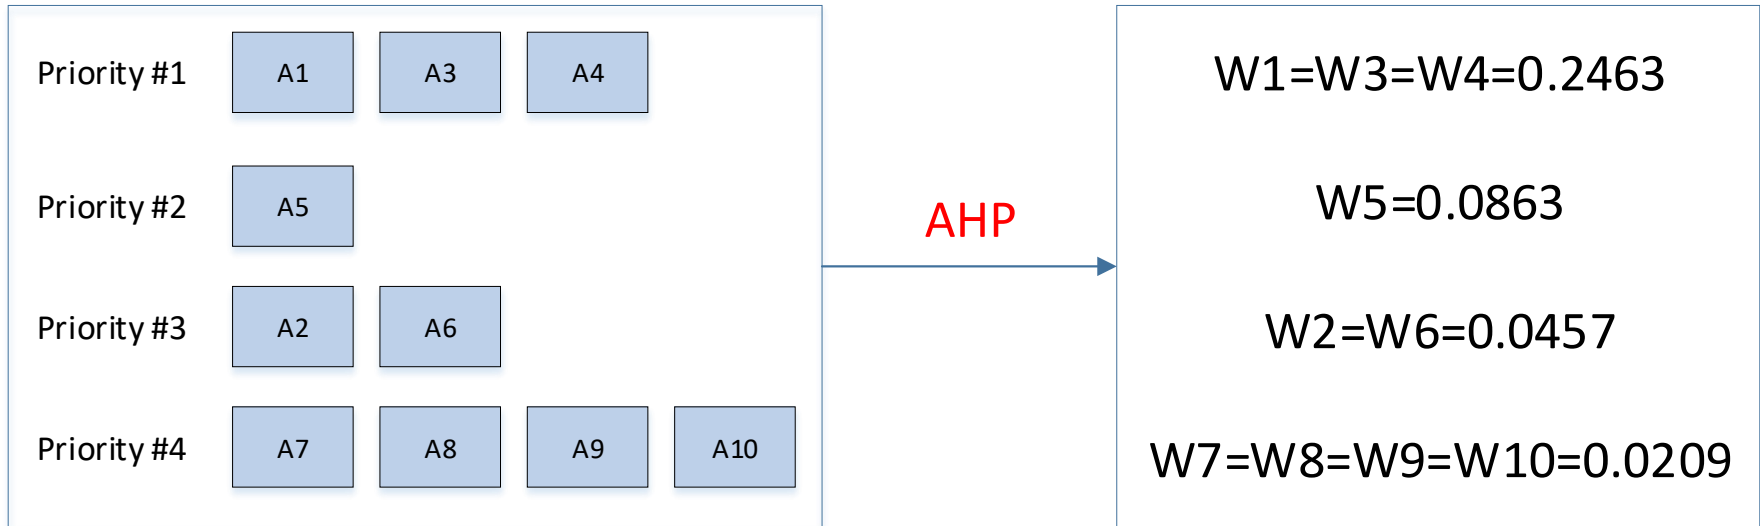 Priority #1 A1 A3 A4
W1=W3=W4=0.2463
Priority #2 A5
W5=0.0863
AHP
Priority #3 A2 A6
W2=W6=0.0457
Priority #4 A7 A8 A9 A10
W7=W8=W9=W10=0.0209